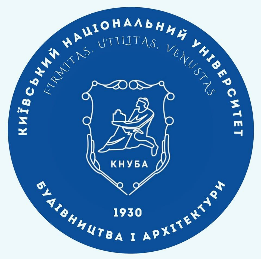 КИЇВСЬКИЙ НАЦІОНАЛЬНИЙ УНІВЕРСИТЕТ
FIRMITAS, UTILITAS, VENUSTAS
КНУБА
1930
БУДІВНИЦТВА І АРХІТЕКТУРИ